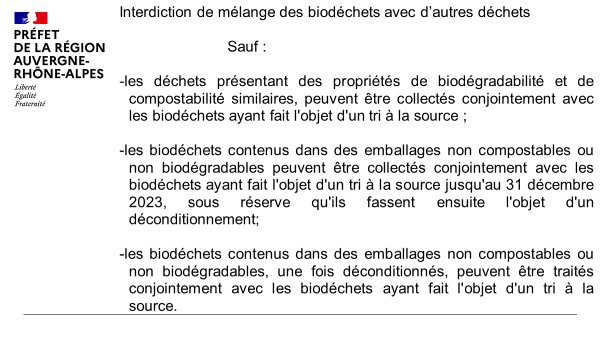 Interdiction de mélange des biodéchets avec d’autres déchets
Sauf :
PRÉFET
DE LA RÉGION
AUVERGNE-
RHÔNE-ALPES
Liberté
Égalité
Fraternité
-les déchets présentant des propriétés de biodégradabilité et de
compostabilité similaires, peuvent être collectés conjointement avec
les biodéchets ayant fait l'objet d'un tri à la source ;
-les biodéchets contenus dans des emballages non compostables ou
non biodégradables peuvent être collectés conjointement avec les
biodéchets ayant fait l'objet d'un tri à la source jusqu'au 31 décembre
2023, sous réserve qu'ils fassent ensuite l'objet d'un
déconditionnement;
-les biodéchets contenus dans des emballages non compostables ou
non biodégradables, une fois déconditionnés, peuvent être traités
conjointement avec les biodéchets ayant fait l'objet d'un tri à la
source.